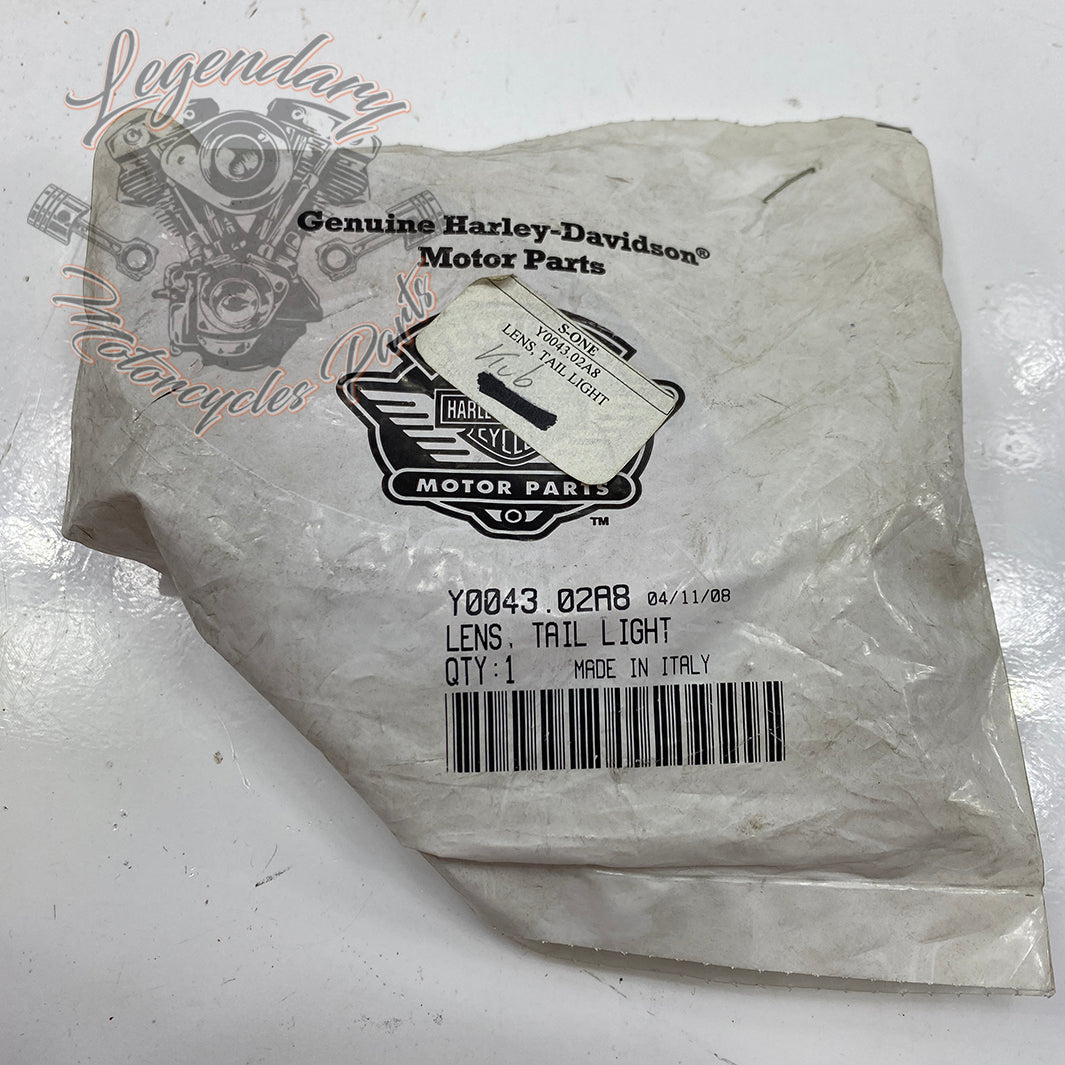 Legendary
Motorcycles Parts
Genuine Harley-Davidson®
Motor Parts
S-ONE
Y0043.02A8
LENS, TAIL LIGHT
MOTOR PARTS
TM
Y0043.02A8 04/11/08
LENS, TAIL LIGHT
QTY:1 MADE IN ITALY